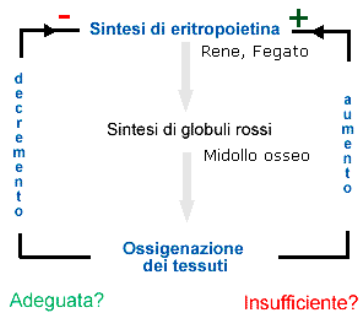 -
Sintesi di eritropoietina
+
Rene, Fegato
decremento
aumento
Sintesi di globuli rossi
Midollo osseo
Ossigenazione
dei tessuti
Adeguata?
Insufficiente?